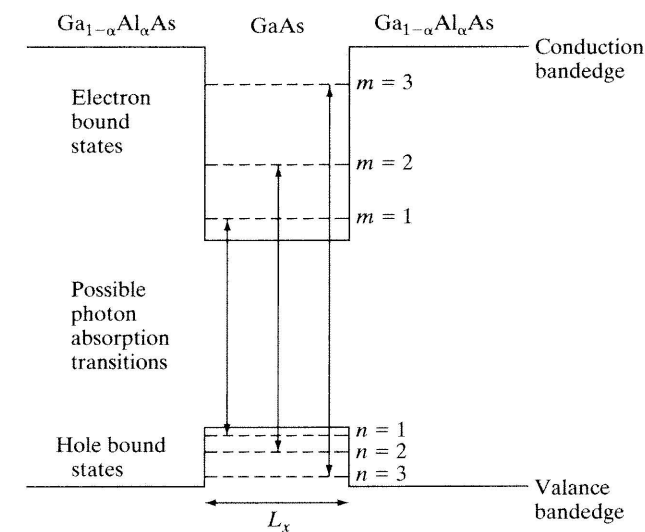 Ga₁₋αAlαAs
GaAs
Ga₁₋αAlαAs
Conduction
bandedge
m = 3
Electron
bound
states
m = 2
m = 1
Possible
photon
absorption
transitions
n = 1
Hole bound
states
n = 2
n = 3
Valance
bandedge
Lₓ